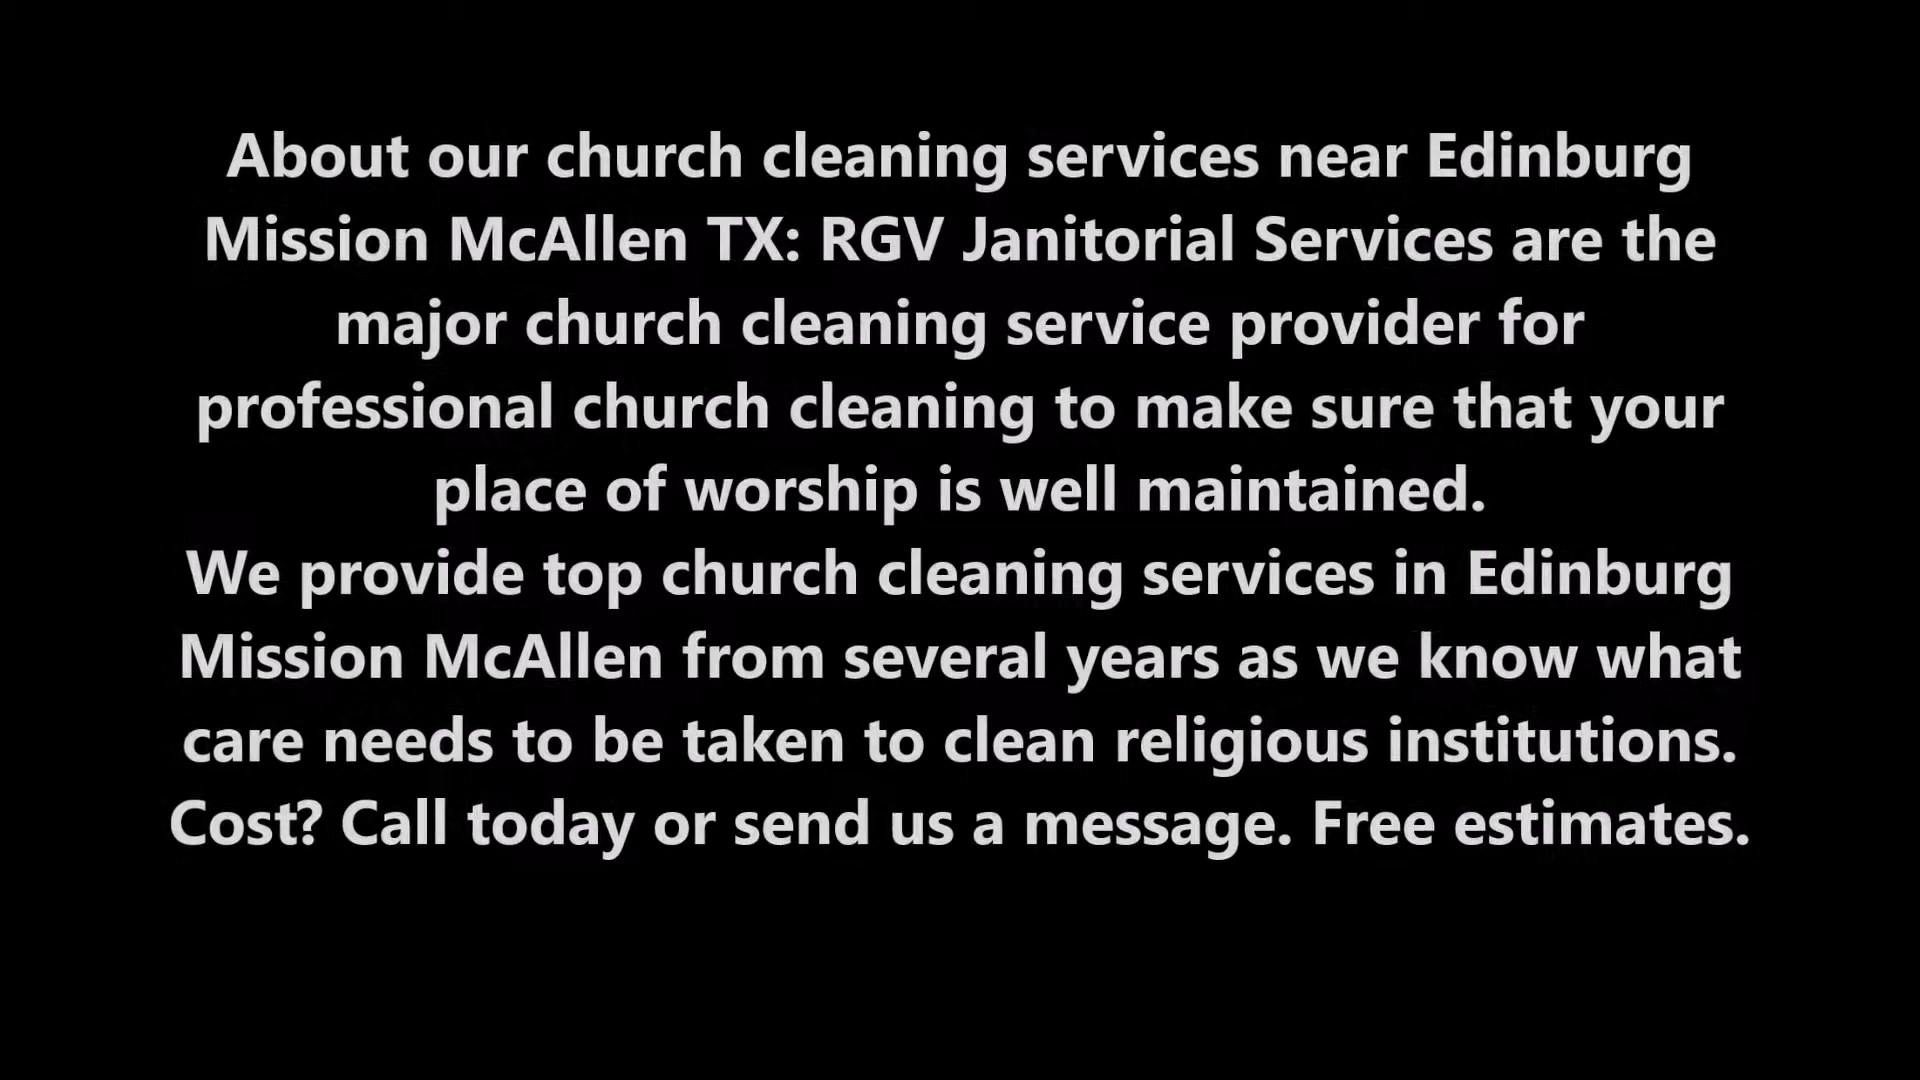 About our church cleaning services near Edinburg
Mission McAllen TX: RGV Janitorial Services are the
major church cleaning service provider for
professional church cleaning to make sure that your
place of worship is well maintained.
We provide top church cleaning services in Edinburg
Mission McAllen from several years as we know what
care needs to be taken to clean religious institutions.
Cost? Call today or send us a message. Free estimates.